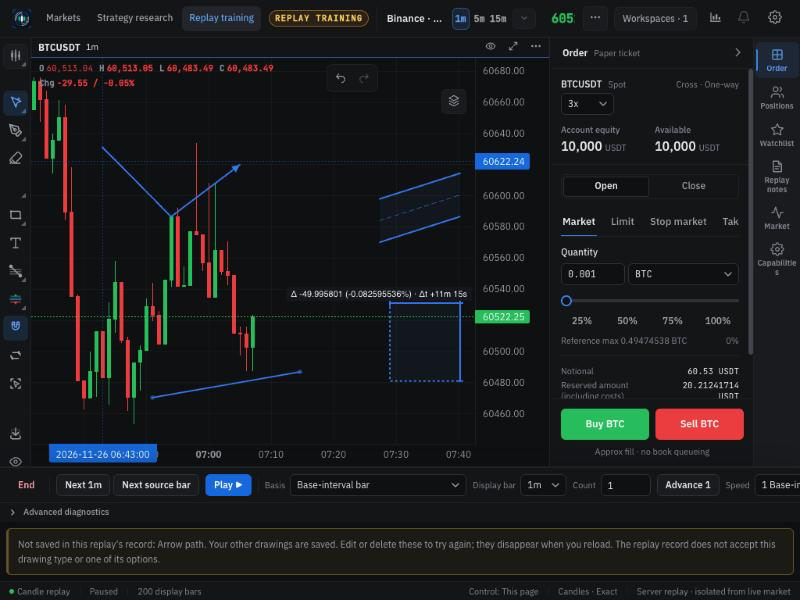 Markets Strategy research Replay training REPLAY TRAINING Binance · ... 1m 5m 15m 605 Workspaces · 1
BTCUSDT 1m
O 60,513.04 H 60,513.05 L 60,483.49 C 60,483.49
Chg -29.55 / -0.05%
60680.00
60660.00
60640.00
60622.24
60600.00
60580.00
60560.00
60540.00
Δ -49.995801 (-0.082595536%) · Δt +11m 15s
60522.25
60500.00
60480.00
60460.00
2026-11-26 06:43:00 07:00 07:10 07:20 07:30 07:40
Order Paper ticket
BTCUSDT Spot Cross · One-way
3x
Account equity Available
10,000 USDT 10,000 USDT
Open Close
Market Limit Stop market Tak
Quantity
0.001 BTC
25% 50% 75% 100%
Reference max 0.49474538 BTC 0%
Notional 60.53 USDT
Reserved amount 20.21241714
(including costs) USDT
Buy BTC Sell BTC
Approx fill · no book queueing
Order
Positions
Watchlist
Replay
notes
Market
Capabilitie
s
End Next 1m Next source bar Play Basis Base-interval bar Display bar 1m Count 1 Advance 1 Speed 1 Base-in
Advanced diagnostics
Not saved in this replay's record: Arrow path. Your other drawings are saved. Edit or delete these to try again; they disappear when you reload. The replay record does not accept this
drawing type or one of its options.
Candle replay Paused 200 display bars Control: This page Candles · Exact Server replay · isolated from live market